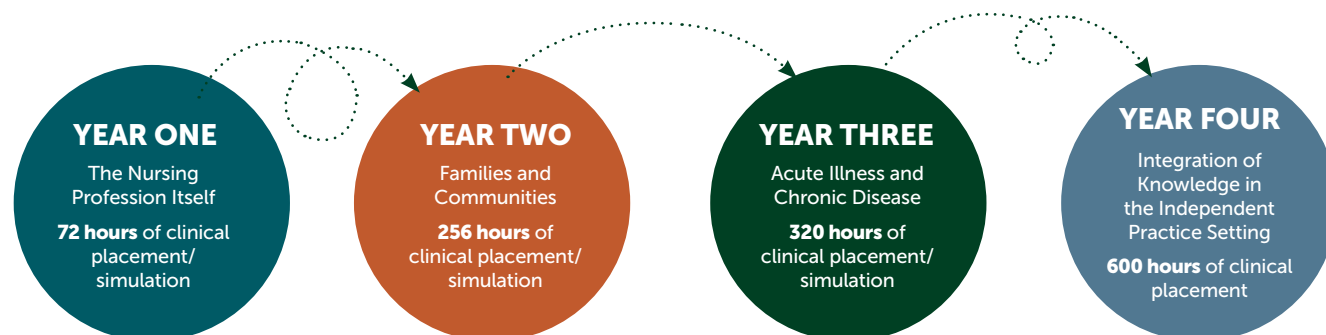 YEAR ONE
The Nursing
Profession Itself
72 hours of clinical
placement/
simulation
YEAR TWO
Families and
Communities
256 hours of
clinical placement/
simulation
YEAR THREE
Acute Illness and
Chronic Disease
320 hours of
clinical placement/
simulation
YEAR FOUR
Integration of
Knowledge in
the Independent
Practice Setting
600 hours of clinical
placement